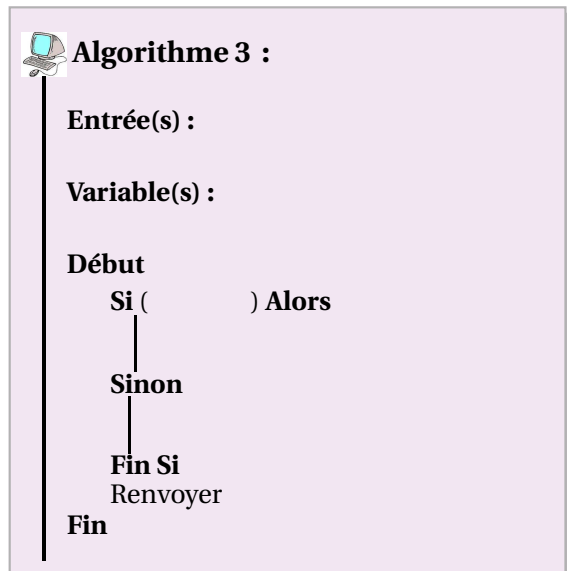 Algorithme 3 :
Entrée(s) :
Variable(s) :
Début
Si ( ) Alors
Sinon
Fin Si
Renvoyer
Fin